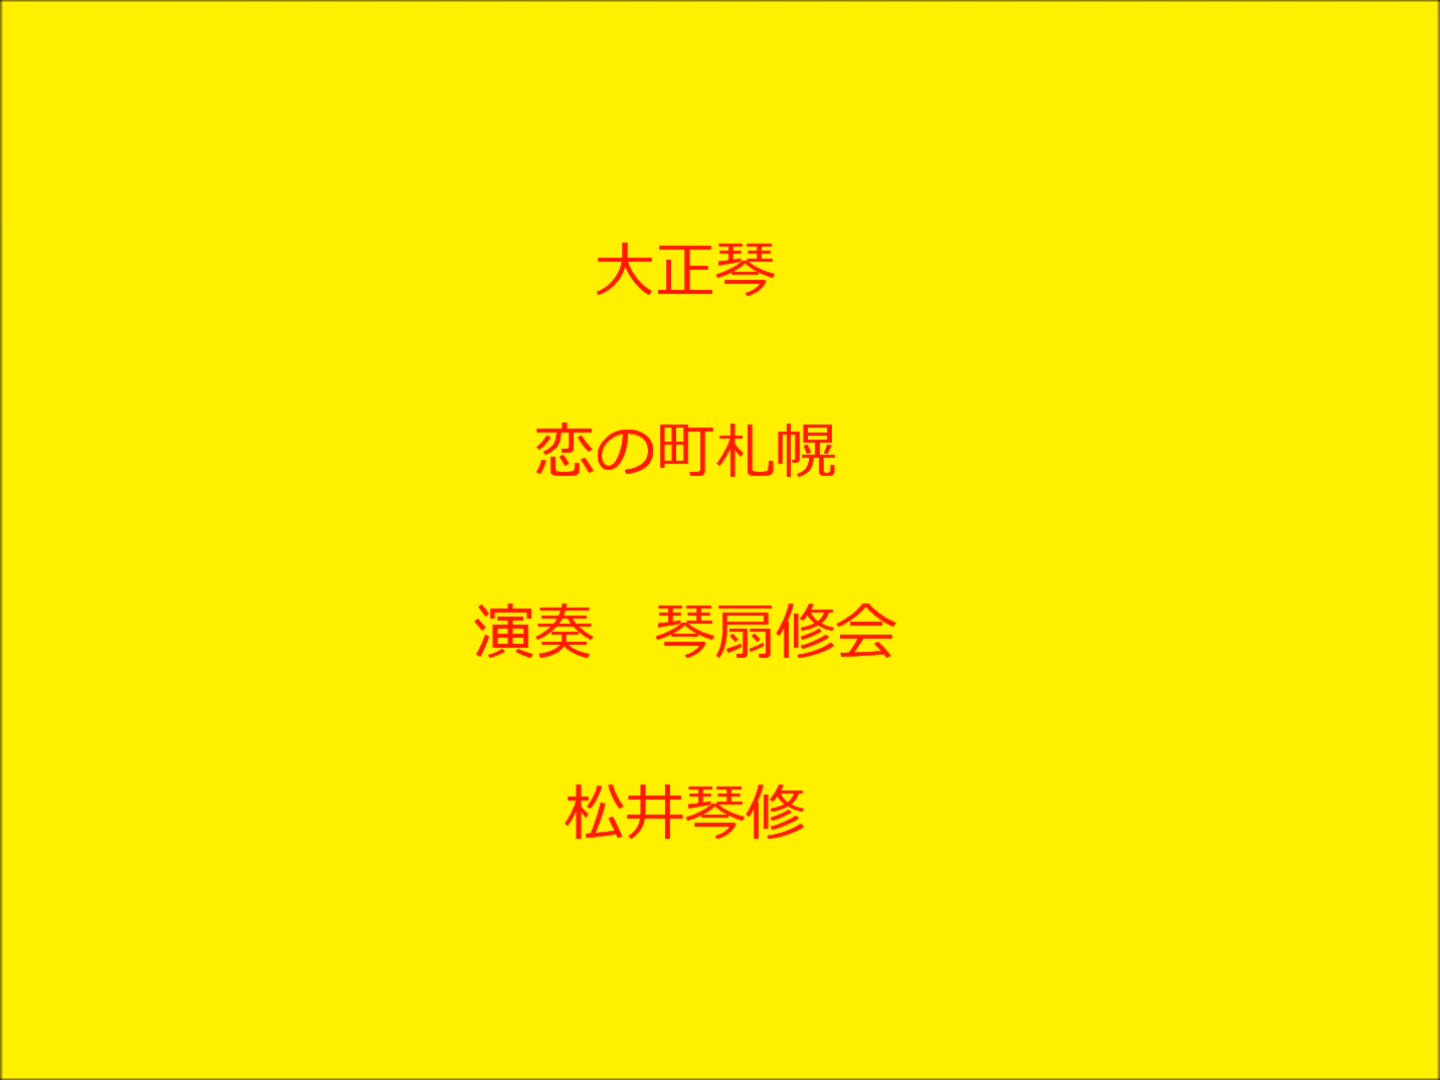 大正琴
恋の町札幌
演奏　琴扇修会
松井琴修